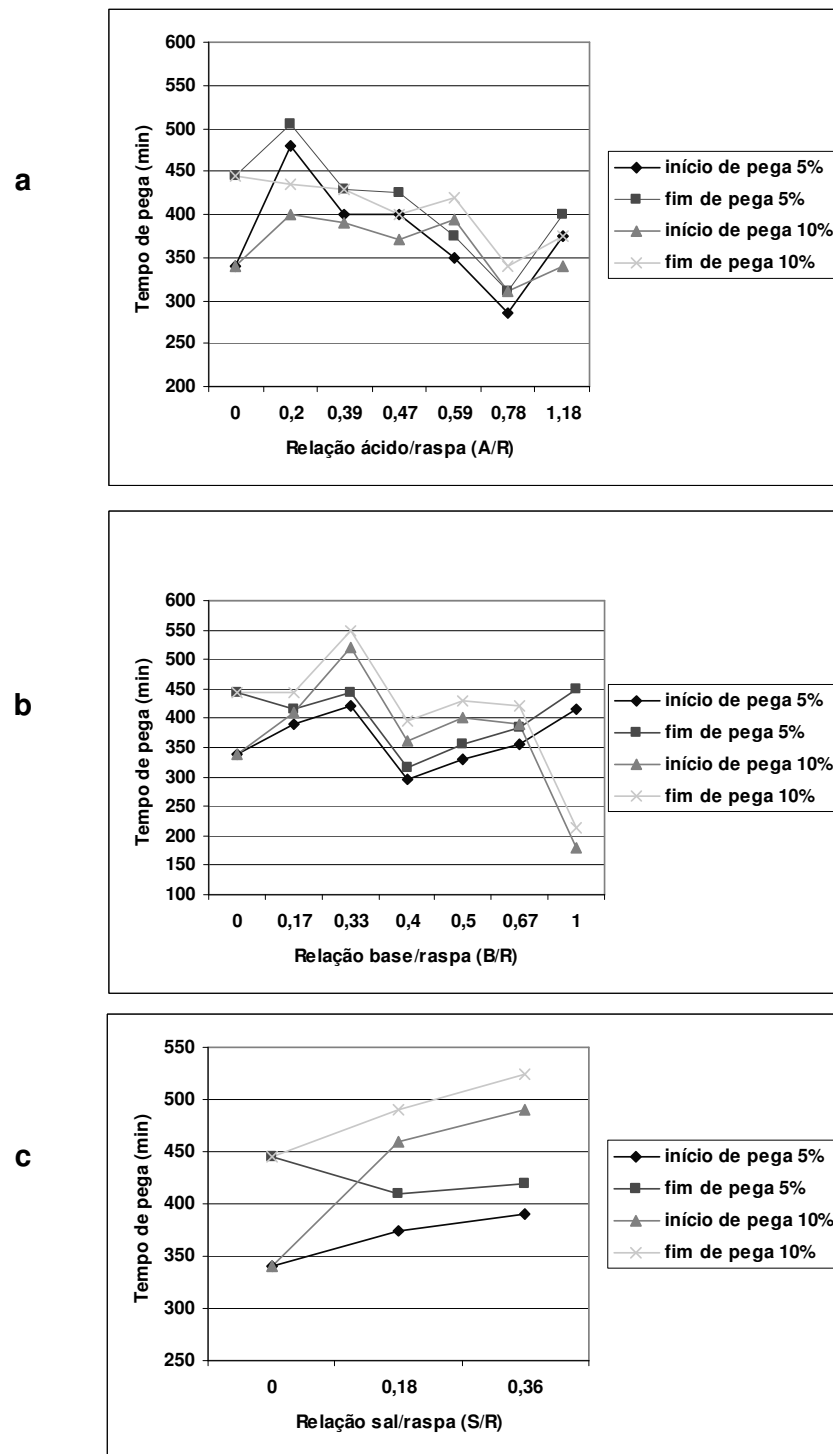 a
600
550
500
450
400
350
300
250
200
Tempo de pega (min)
0 0,2 0,39 0,47 0,59 0,78 1,18
Relação ácido/raspa (A/R)
início de pega 5%
fim de pega 5%
início de pega 10%
fim de pega 10%
b
600
550
500
450
400
350
300
250
200
150
100
Tempo de pega (min)
0 0,17 0,33 0,4 0,5 0,67 1
Relação base/raspa (B/R)
início de pega 5%
fim de pega 5%
início de pega 10%
fim de pega 10%
c
550
500
450
400
350
300
250
Tempo de pega (min)
0 0,18 0,36
Relação sal/raspa (S/R)
início de pega 5%
fim de pega 5%
início de pega 10%
fim de pega 10%